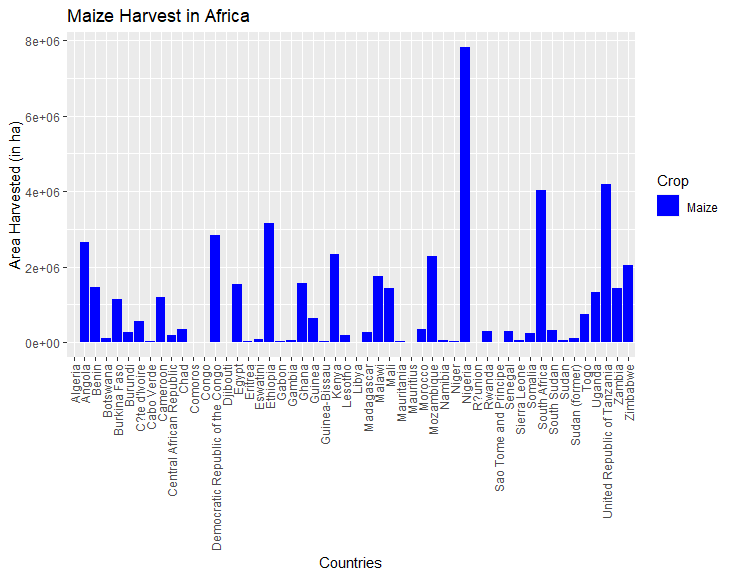 Maize Harvest in Africa
8e+06
6e+06
4e+06
2e+06
0e+00
Area Harvested (in ha)
Algeria
Angola
Benin
Botswana
Burkina Faso
Burundi
C?te d'Ivoire
Cabo Verde
Cameroon
Central African Republic
Chad
Comoros
Congo
Democratic Republic of the Congo
Djibouti
Egypt
Eritrea
Eswatini
Ethiopia
Gabon
Gambia
Ghana
Guinea
Guinea-Bissau
Kenya
Lesotho
Libya
Madagascar
Malawi
Mali
Mauritania
Mauritius
Morocco
Mozambique
Namibia
Niger
Nigeria
R?union
Rwanda
Sao Tome and Principe
Senegal
Sierra Leone
Somalia
South Africa
South Sudan
Sudan
Sudan (former)
Togo
Uganda
United Republic of Tanzania
Zambia
Zimbabwe
Countries
Crop
Maize